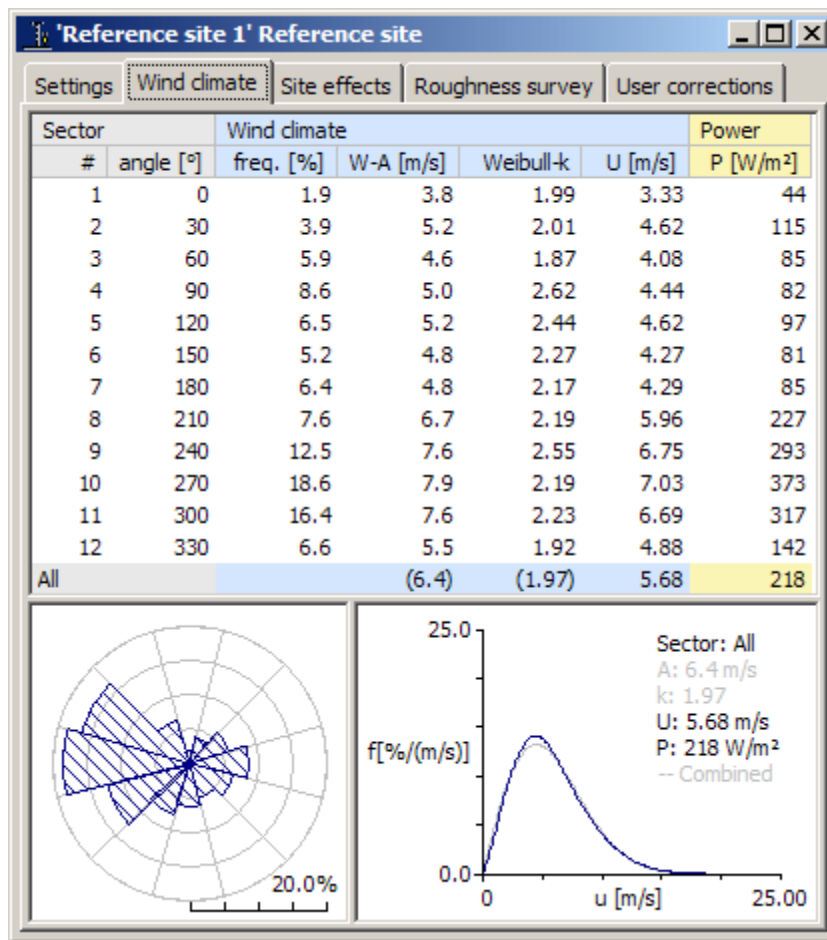 'Reference site 1' Reference site
Settings Wind climate Site effects Roughness survey User corrections
Sector Wind climate Power
# angle [°] freq. [%] W-A [m/s] Weibull-k U [m/s] P [W/m²]
1 0 1.9 3.8 1.99 3.33 44
2 30 3.9 5.2 2.01 4.62 115
3 60 5.9 4.6 1.87 4.08 85
4 90 8.6 5.0 2.62 4.44 82
5 120 6.5 5.2 2.44 4.62 97
6 150 5.2 4.8 2.27 4.27 81
7 180 6.4 4.8 2.17 4.29 85
8 210 7.6 6.7 2.19 5.96 227
9 240 12.5 7.6 2.55 6.75 293
10 270 18.6 7.9 2.19 7.03 373
11 300 16.4 7.6 2.23 6.69 317
12 330 6.6 5.5 1.92 4.88 142
All (6.4) (1.97) 5.68 218
20.0%
25.0
Sector: All
A: 6.4 m/s
k: 1.97
U: 5.68 m/s
f[%/(m/s)]
P: 218 W/m²
-- Combined
0.0
0 u [m/s] 25.00